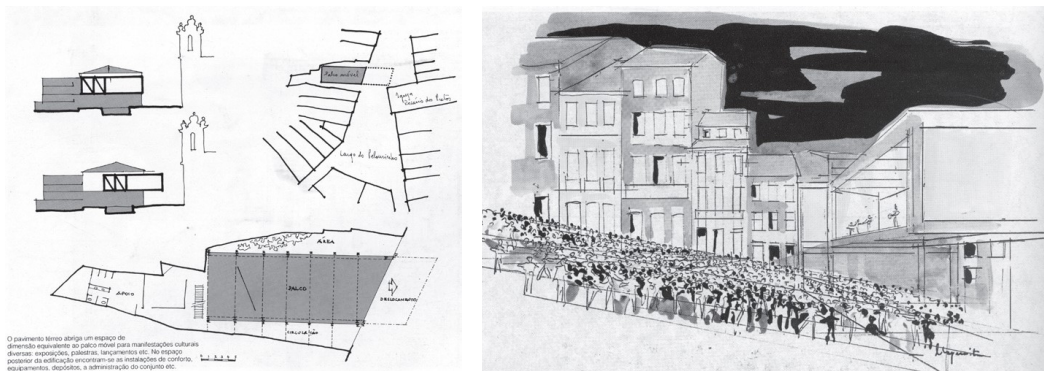 Palco móvel
Largo do Pelourinho
ÁREA
APOIO
PALCO
DESLOCAMENTO
CIRCULAÇÃO
O pavimento térreo abriga um espaço de
dimensão equivalente ao palco móvel para manifestações culturais
diversas: exposições, palestras, lançamentos etc. No espaço
posterior da edificação encontram-se as instalações de conforto,
equipamentos, depósitos, a administração do conjunto etc.